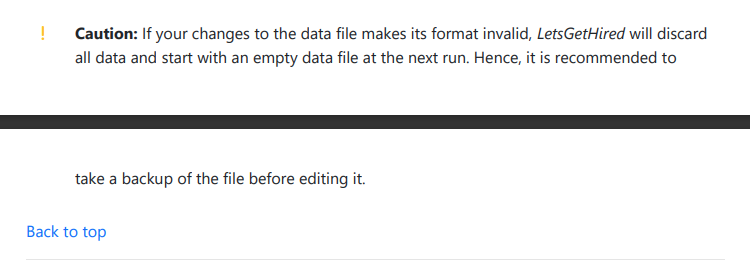 ! Caution: If your changes to the data file makes its format invalid, LetsGetHired will discard
all data and start with an empty data file at the next run. Hence, it is recommended to
take a backup of the file before editing it.
Back to top